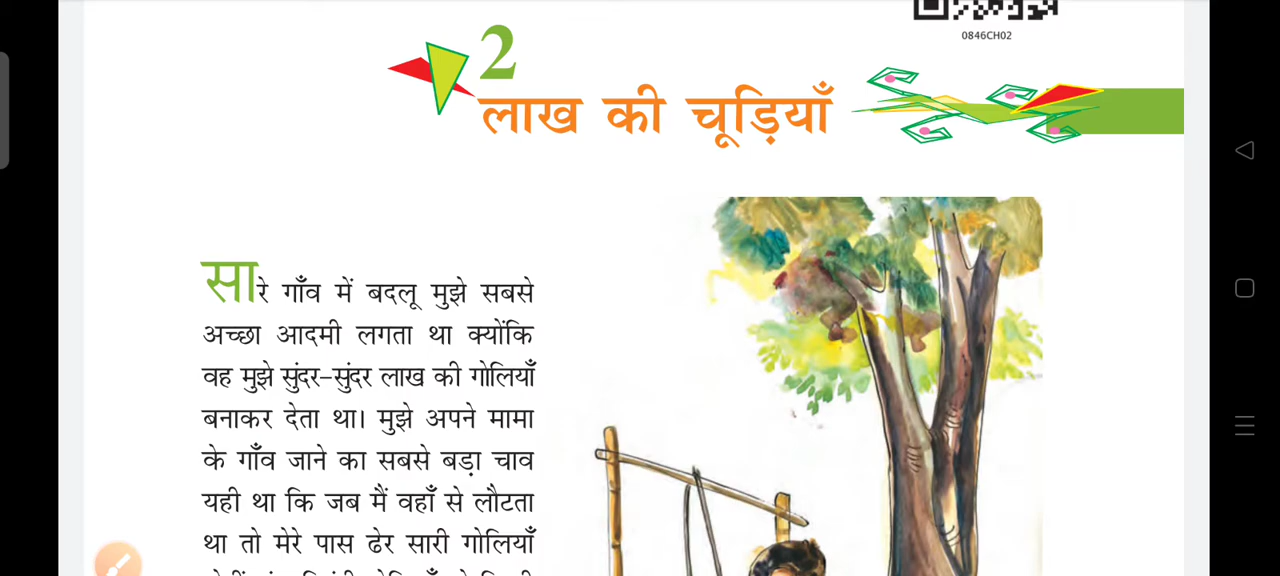 0846CH02
2
लाख की चूड़ियाँ
सारे गाँव में बदलू मुझे सबसे
अच्छा आदमी लगता था क्योंकि
वह मुझे सुंदर-सुंदर लाख की गोलियाँ
बनाकर देता था। मुझे अपने मामा
के गाँव जाने का सबसे बड़ा चाव
यही था कि जब मैं वहाँ से लौटता
था तो मेरे पास ढेर सारी गोलियाँ